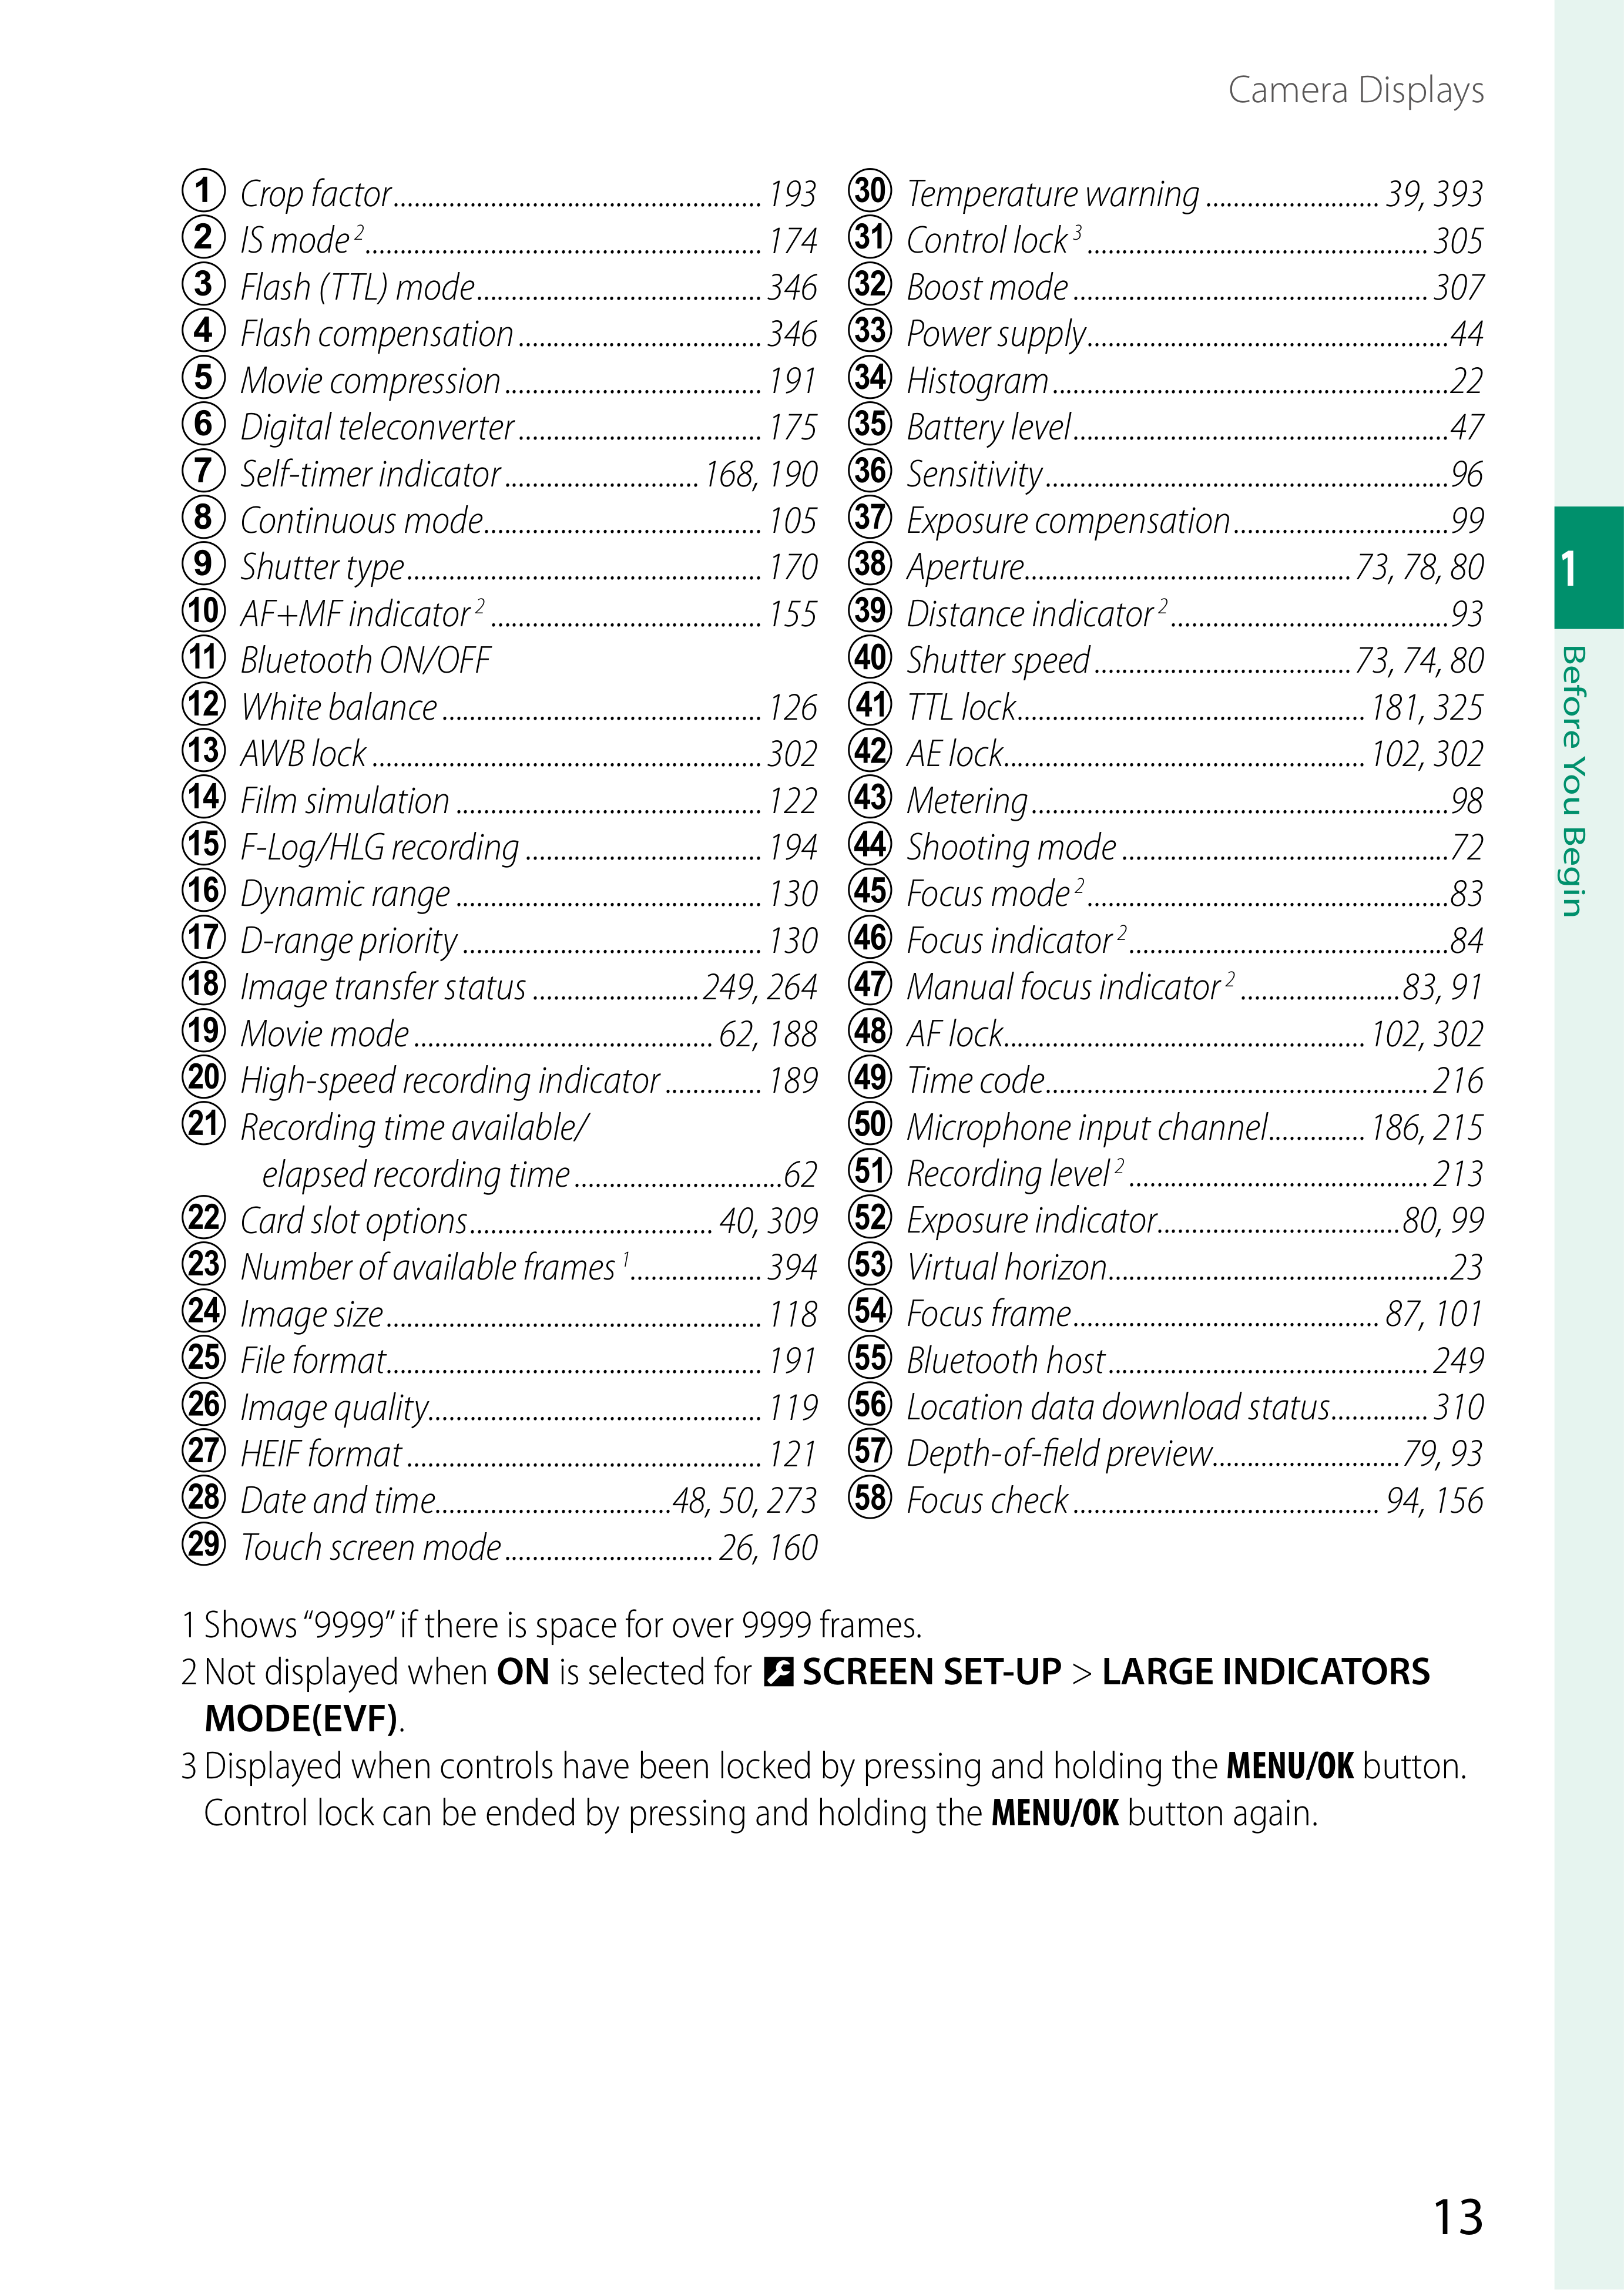 Camera Displays
1 Crop factor..................................................... 193
2 IS mode 2......................................................... 174
3 Flash (TTL) mode......................................... 346
4 Flash compensation ................................... 346
5 Movie compression ..................................... 191
6 Digital teleconverter ................................... 175
7 Self-timer indicator ............................ 168, 190
8 Continuous mode........................................ 105
9 Shutter type................................................... 170
10 AF+MF indicator 2 ....................................... 155
11 Bluetooth ON/OFF
12 White balance .............................................. 126
13 AWB lock ........................................................ 302
14 Film simulation ............................................ 122
15 F-Log/HLG recording .................................. 194
16 Dynamic range ............................................ 130
17 D-range priority ........................................... 130
18 Image transfer status ........................ 249, 264
19 Movie mode ........................................... 62, 188
20 High-speed recording indicator .............. 189
21 Recording time available/
elapsed recording time ..............................62
22 Card slot options................................... 40, 309
23 Number of available frames 1................... 394
24 Image size...................................................... 118
25 File format...................................................... 191
26 Image quality................................................ 119
27 HEIF format ................................................... 121
28 Date and time..................................48, 50, 273
29 Touch screen mode .............................. 26, 160
30 Temperature warning ......................... 39, 393
31 Control lock 3 ................................................. 305
32 Boost mode ................................................... 307
33 Power supply....................................................44
34 Histogram.........................................................22
35 Battery level......................................................47
36 Sensitivity ..........................................................96
37 Exposure compensation...............................99
38 Aperture............................................... 73, 78, 80
39 Distance indicator 2 ........................................93
40 Shutter speed ..................................... 73, 74, 80
41 TTL lock.................................................. 181, 325
42 AE lock.................................................... 102, 302
43 Metering............................................................98
44 Shooting mode ...............................................72
45 Focus mode 2....................................................83
46 Focus indicator 2..............................................84
47 Manual focus indicator 2 .......................83, 91
48 AF lock.................................................... 102, 302
49 Time code....................................................... 216
50 Microphone input channel.............. 186, 215
51 Recording level 2 ........................................... 213
52 Exposure indicator...................................80, 99
53 Virtual horizon.................................................23
54 Focus frame............................................ 87, 101
55 Bluetooth host .............................................. 249
56 Location data download status.............. 310
57 Depth-of-field preview...........................79, 93
58 Focus check ............................................ 94, 156
1 Shows “9999” if there is space for over 9999 frames.
2 Not displayed when ON is selected for SCREEN SET-UP > LARGE INDICATORS
MODE(EVF).
3 Displayed when controls have been locked by pressing and holding the MENU/OK button.
Control lock can be ended by pressing and holding the MENU/OK button again.
1
Before You Begin
13